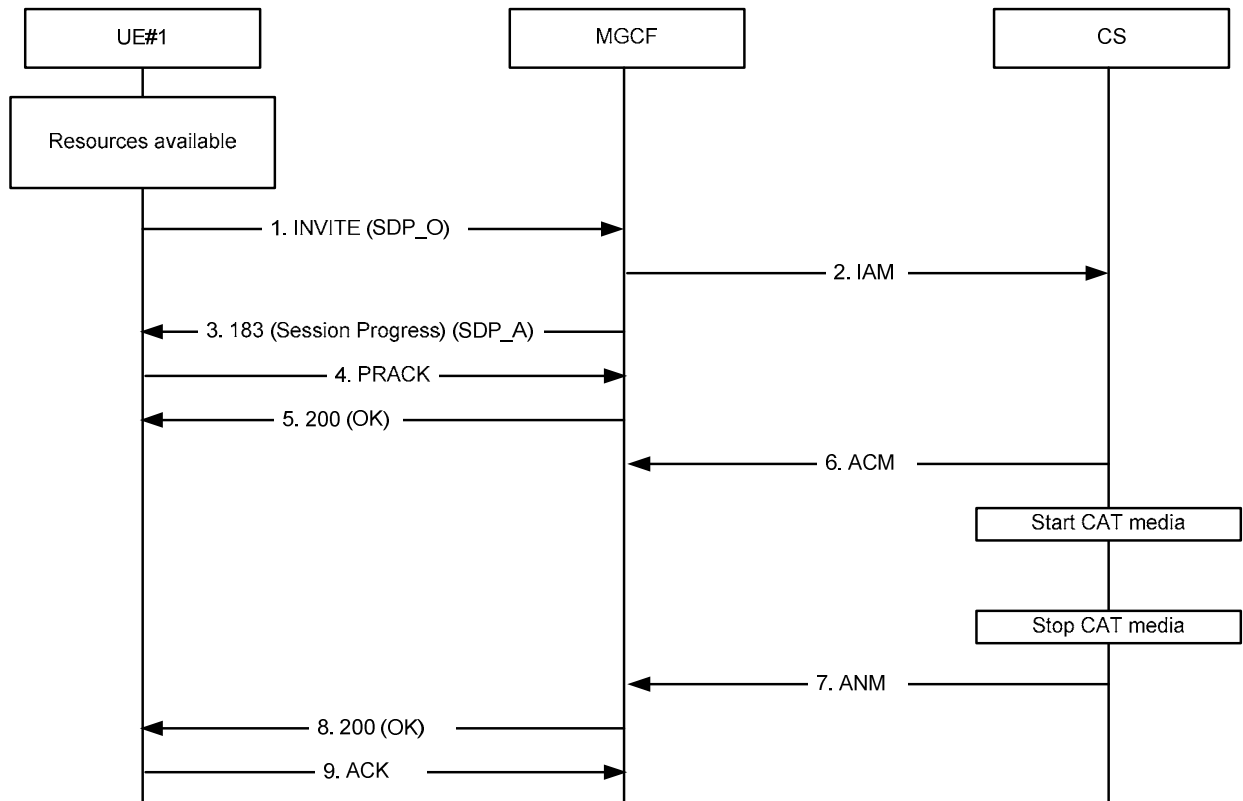 UE#1
MGCF
CS
Resources available
1. INVITE (SDP_O)
2. IAM
3. 183 (Session Progress) (SDP_A)
4. PRACK
5. 200 (OK)
6. ACM
Start CAT media
Stop CAT media
7. ANM
8. 200 (OK)
9. ACK